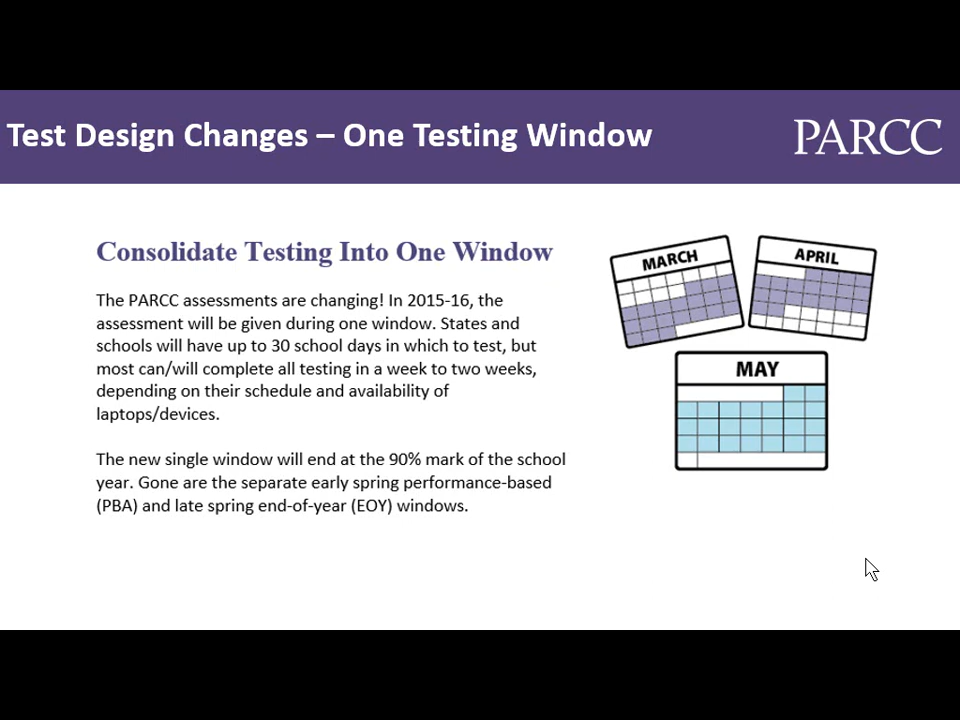 Test Design Changes – One Testing Window
PARCC
Consolidate Testing Into One Window
The PARCC assessments are changing! In 2015-16, the
assessment will be given during one window. States and
schools will have up to 30 school days in which to test, but
most can/will complete all testing in a week to two weeks,
depending on their schedule and availability of
laptops/devices.
The new single window will end at the 90% mark of the school
year. Gone are the separate early spring performance-based
(PBA) and late spring end-of-year (EOY) windows.
MARCH
APRIL
MAY